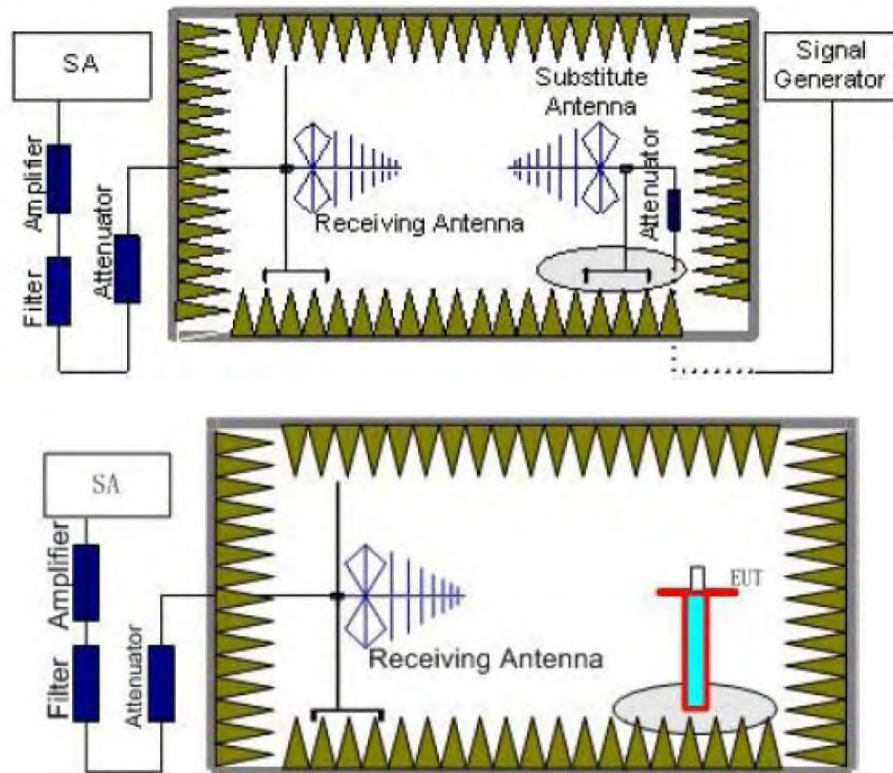 SA
Signal
Generator
Substitute
Antenna
Amplifier
Filter
Attenuator
Receiving Antenna
Attenuator
SA
Amplifier
Filter
Attenuator
Receiving Antenna
EUT